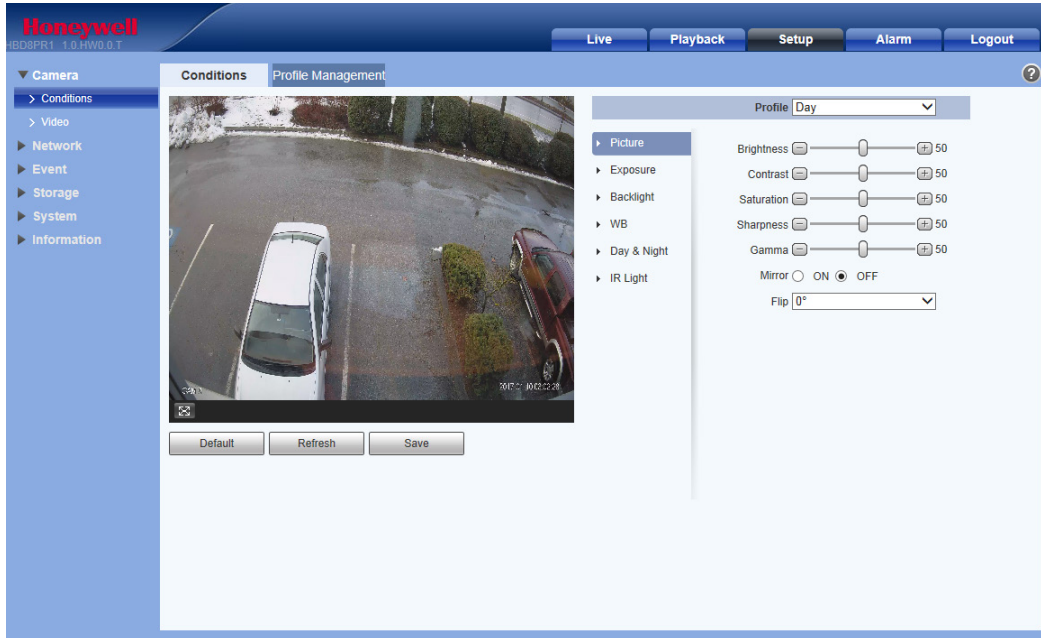 Honeywell
HBD8PR1 1.0.HW0.0.T
Live Playback Setup Alarm Logout
Camera
Conditions
Video
Network
Event
Storage
System
Information
Conditions Profile Management
?
Profile Day
Picture
Exposure
Backlight
WB
Day & Night
IR Light
Brightness 50
Contrast 50
Saturation 50
Sharpness 50
Gamma 50
Mirror ON OFF
Flip 0°
Default Refresh Save